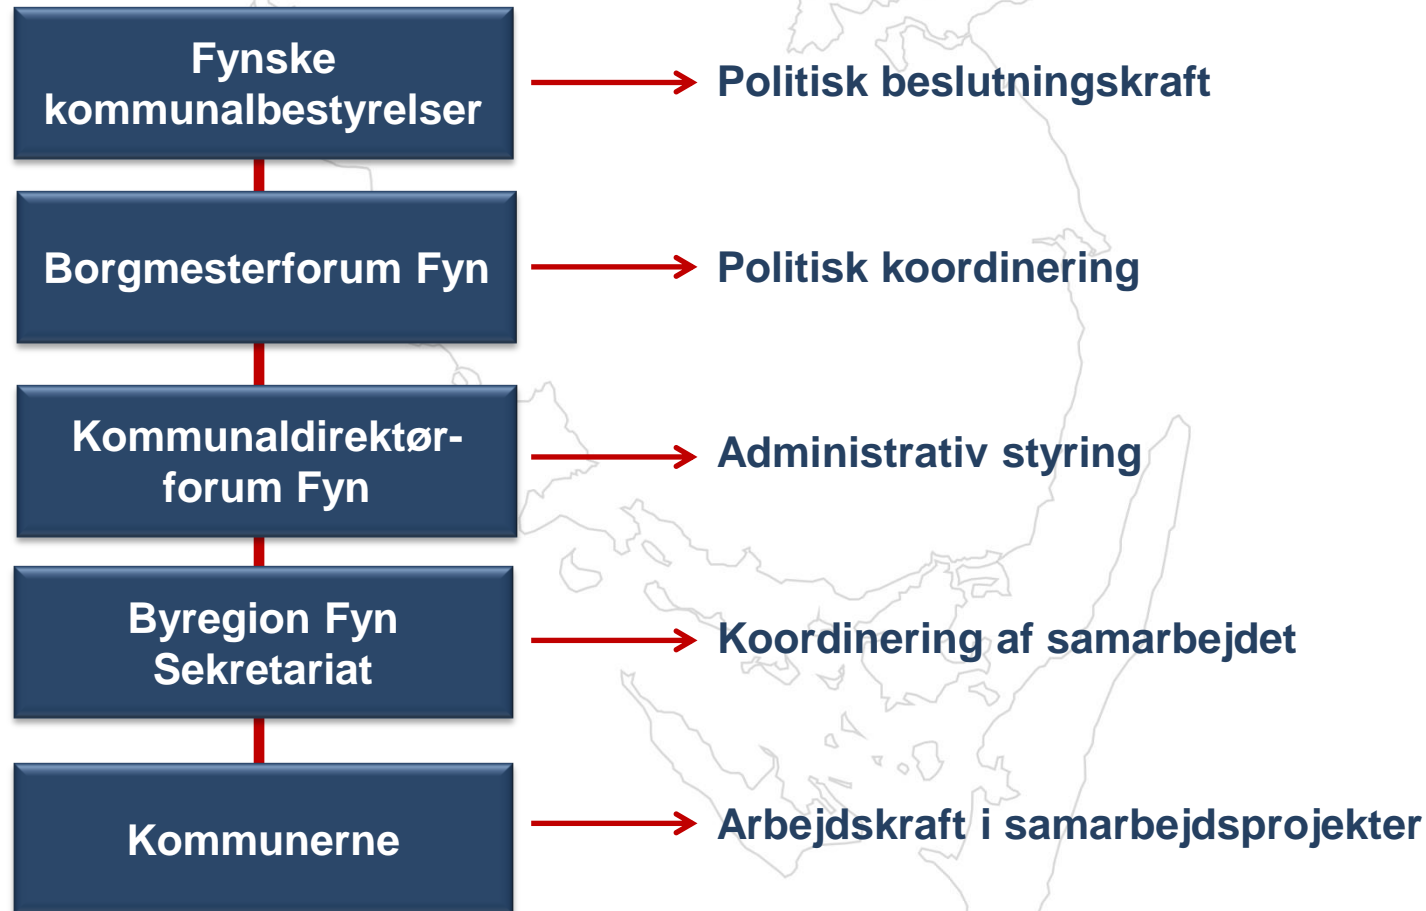 Fynske
kommunalbestyrelser
Politisk beslutningskraft
Borgmesterforum Fyn
Politisk koordinering
Kommunaldirektør-
forum Fyn
Administrativ styring
Byregion Fyn
Sekretariat
Koordinering af samarbejdet
Kommunerne
Arbejdskraft i samarbejdsprojekter